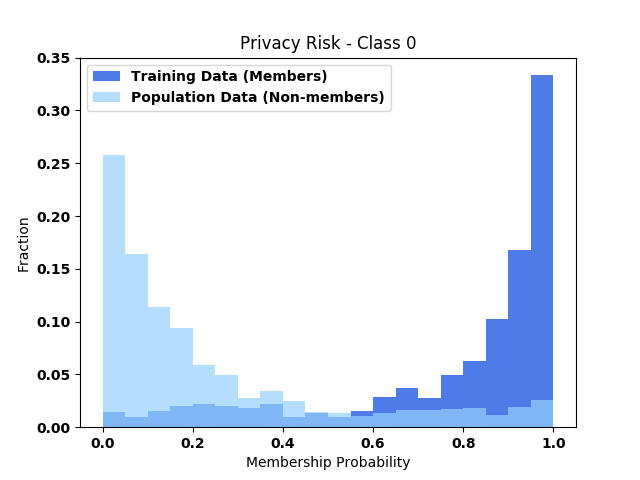 Privacy Risk - Class 0
Training Data (Members)
Population Data (Non-members)
0.35
0.30
0.25
0.20
0.15
0.10
0.05
0.00
Fraction
0.0 0.2 0.4 0.6 0.8 1.0
Membership Probability